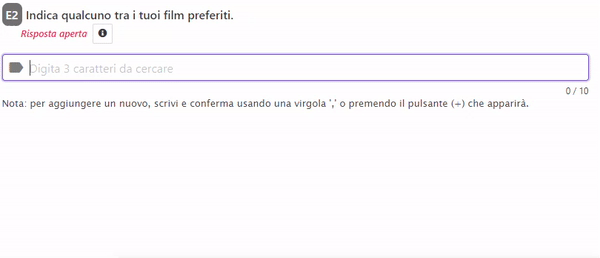 E2 Indica qualcuno tra i tuoi film preferiti.
Risposta aperta
Digita 3 caratteri da cercare
0 / 10
Nota: per aggiungere un nuovo, scrivi e conferma usando una virgola ',' o premendo il pulsante (+) che apparirà.